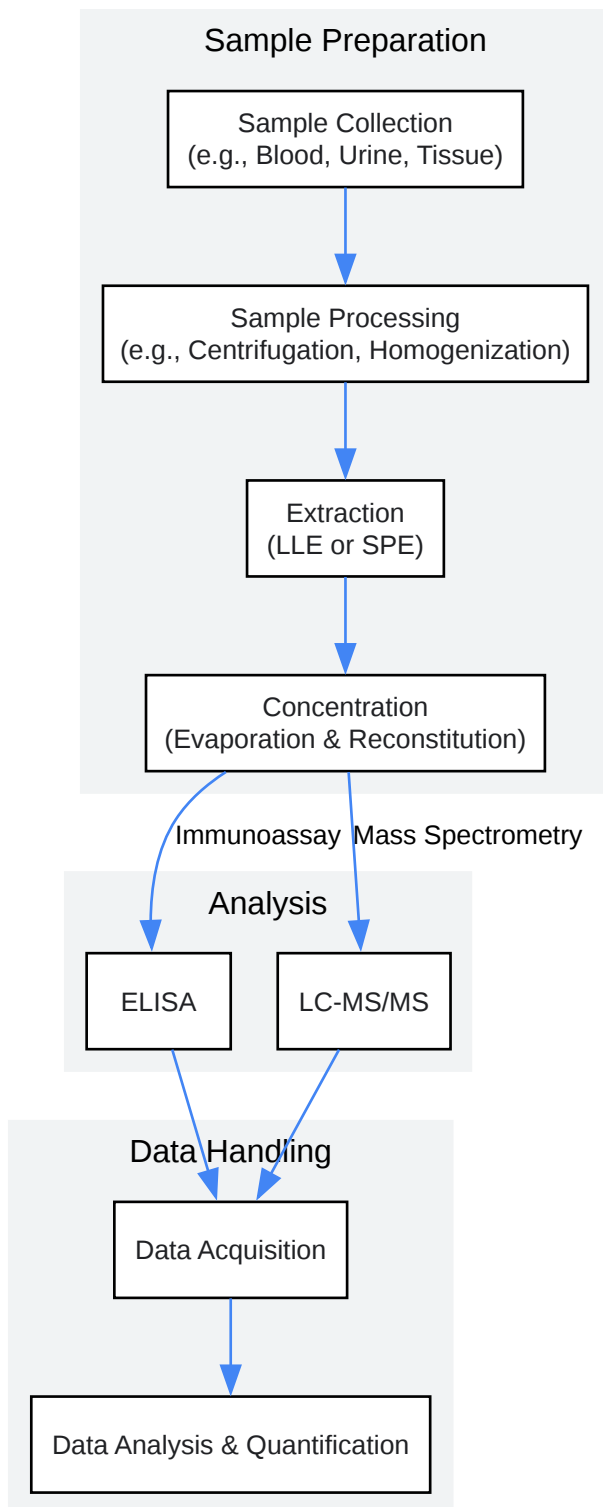 Sample Preparation
Sample Collection
(e.g., Blood, Urine, Tissue)
Sample Processing
(e.g., Centrifugation, Homogenization)
Extraction
(LLE or SPE)
Concentration
(Evaporation & Reconstitution)
Immunoassay
Mass Spectrometry
Analysis
ELISA
LC-MS/MS
Data Handling
Data Acquisition
Data Analysis & Quantification